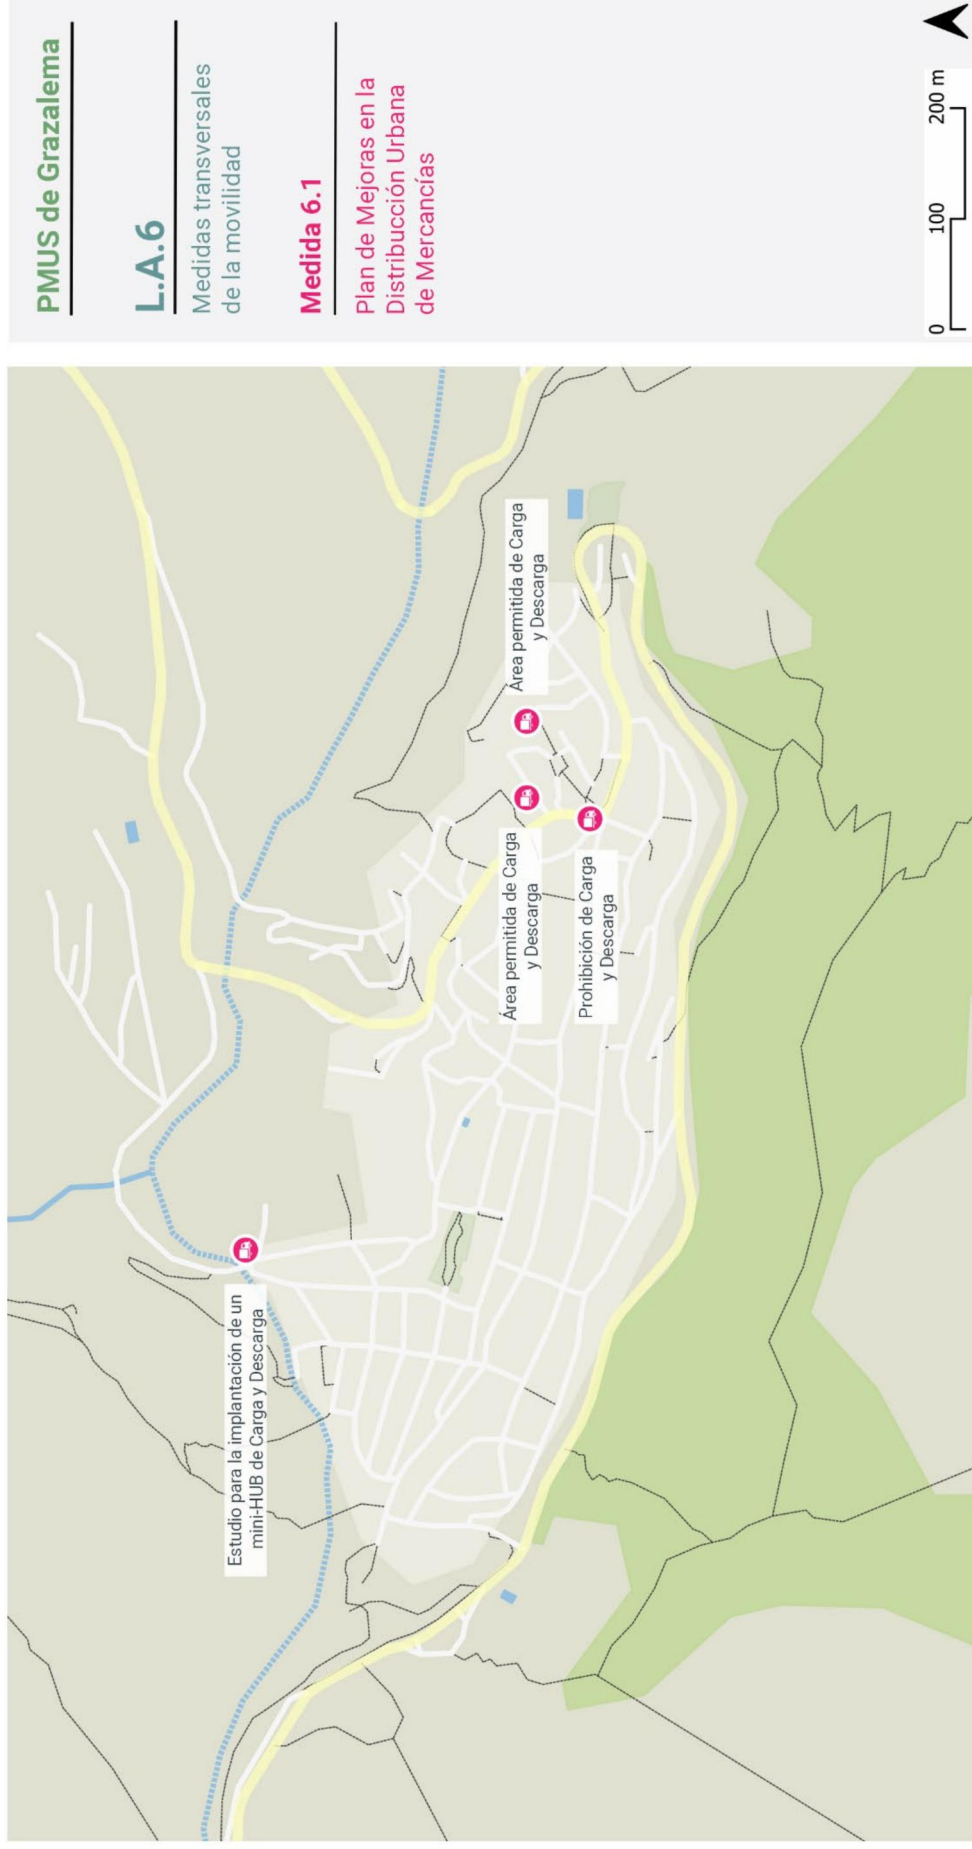 PMUS de Grazalema
L.A.6
Medidas transversales
de la movilidad
Medida 6.1
Plan de Mejoras en la
Distribucción Urbana
de Mercancías
Estudio para la implantación de un
mini-HUB de Carga y Descarga
Área permitida de Carga
y Descarga
Prohibición de Carga
y Descarga
Área permitida de Carga
y Descarga
0 100 200 m